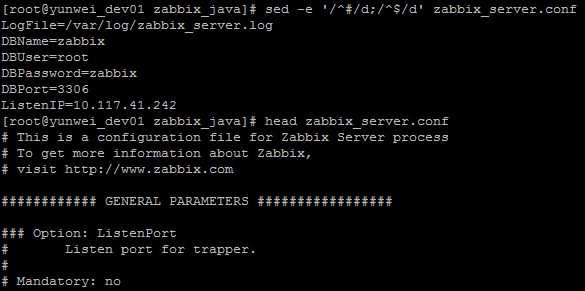 [root@yunwei_dev01 zabbix_java]# sed -e '/^#/d;/^$/d' zabbix_server.conf
LogFile=/var/log/zabbix_server.log
DBName=zabbix
DBUser=root
DBPassword=zabbix
DBPort=3306
ListenIP=10.117.41.242
[root@yunwei_dev01 zabbix_java]# head zabbix_server.conf
# This is a configuration file for Zabbix Server process
# To get more information about Zabbix,
# visit http://www.zabbix.com
############ GENERAL PARAMETERS #################
### Option: ListenPort
#       Listen port for trapper.
#
# Mandatory: no